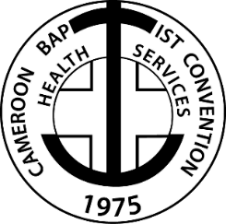 CAMEROON BAPTIST CONVENTION
HEALTH SERVICES
1975